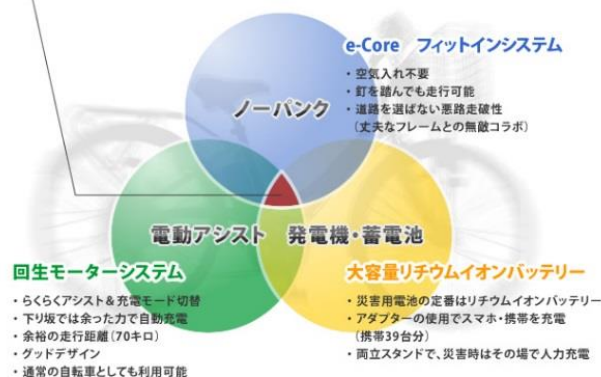 e-Core フィットインシステム
・空気入れ不要
・釘を踏んでも走行可能
・道路を選ばない悪路走破性
（丈夫なフレームとの無敵コラボ）
ノーパンク
電動アシスト 発電機・蓄電池
回生モーターシステム
・らくらくアシスト＆充電モード切替
・下り坂では余った力で自動充電
・余裕の走行距離（70キロ）
・グッドデザイン
・通常の自転車としても利用可能
大容量リチウムイオンバッテリー
・災害用電池の定番はリチウムイオンバッテリー
・アダプターの使用でスマホ・携帯を充電
（携帯39台分）
・両立スタンドで、災害時はその場で人力充電